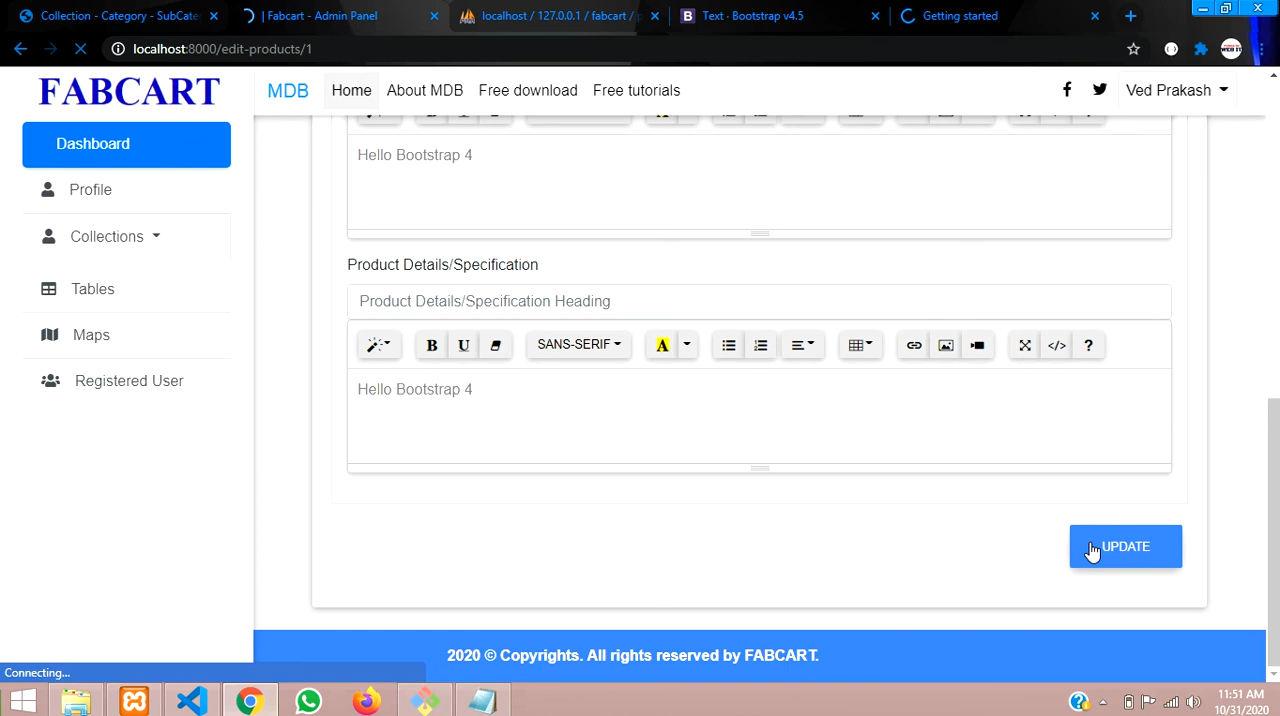 Collection - Category - SubCate
| Fabcart - Admin Panel
localhost / 127.0.0.1 / fabcart /
Text · Bootstrap v4.5
Getting started
localhost:8000/edit-products/1
FABCART
MDB
Home
About MDB
Free download
Free tutorials
Ved Prakash
Dashboard
Profile
Collections
Tables
Maps
Registered User
Hello Bootstrap 4
Product Details/Specification
Product Details/Specification Heading
B U SANS-SERIF A </> ?
Hello Bootstrap 4
UPDATE
2020 © Copyrights. All rights reserved by FABCART.
Connecting...
11:51 AM
10/31/2020